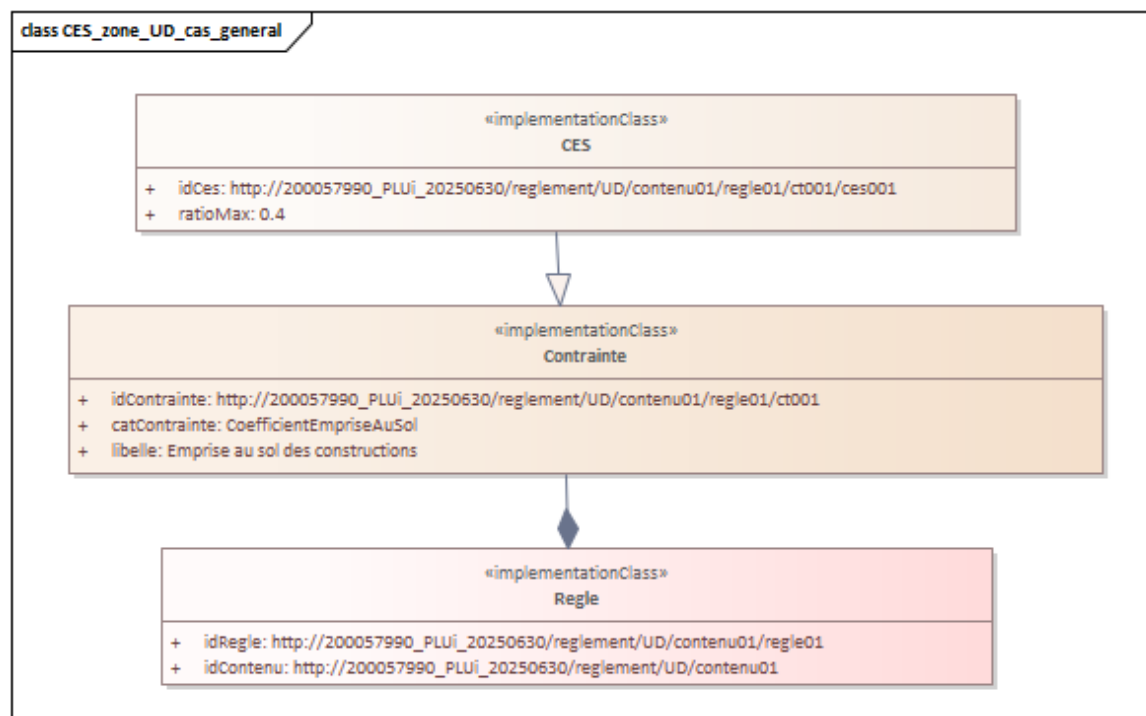 class CES_zone_UD_cas_general
«implementationClass»
CES
+ idCes: http://200057990_PLUi_20250630/reglement/UD/contenu01/regle01/ct001/ces001
+ ratioMax: 0.4
«implementationClass»
Contrainte
+ idContrainte: http://200057990_PLUi_20250630/reglement/UD/contenu01/regle01/ct001
+ catContrainte: CoefficientEmpriseAuSol
+ libelle: Emprise au sol des constructions
«implementationClass»
Regle
+ idRegle: http://200057990_PLUi_20250630/reglement/UD/contenu01/regle01
+ idContenu: http://200057990_PLUi_20250630/reglement/UD/contenu01